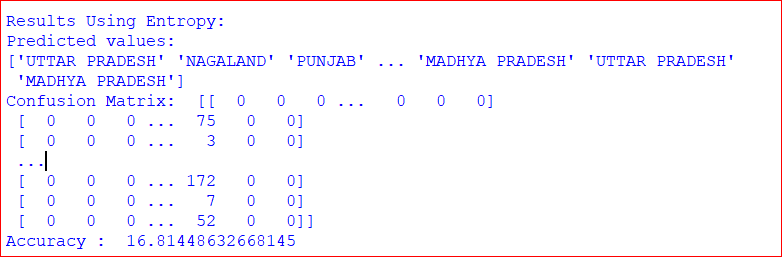 Results Using Entropy:
Predicted values:
['UTTAR PRADESH' 'NAGALAND' 'PUNJAB' ... 'MADHYA PRADESH' 'UTTAR PRADESH'
 'MADHYA PRADESH']
Confusion Matrix:  [[  0   0   0 ...   0   0   0]
 [  0   0   0 ...  75   0   0]
 [  0   0   0 ...   3   0   0]
 ...
 [  0   0   0 ... 172   0   0]
 [  0   0   0 ...   7   0   0]
 [  0   0   0 ...  52   0   0]]
Accuracy :  16.81448632668145